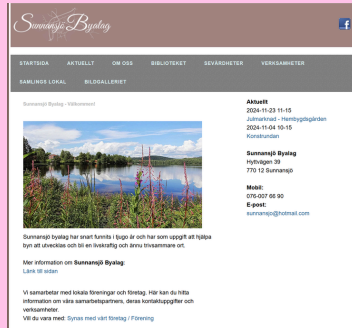 Sunnansjö Byalag
STARTSIDA AKTUELLT OM OSS BIBLIOTEKET SEVÄRDHETER VERKSAMHETER
SAMLINGS LOKAL BILDGALLERIET
Sunnansjö Byalag - Välkommen!
Sunnansjö byalag har snart funnits i tjugo år och har som uppgift att hjälpa
byn att utvecklas och bli en livskraftig och ännu trivsammare ort.
Mer information om Sunnansjö Byalag:
Länk till sidan
Vi samarbetar med lokala föreningar och företag. Här kan du hitta
information om våra samarbetspartners, deras kontaktuppgifter och
verksamheter.
Vill du vara med: Synas med vårt företag / Förening
Aktuellt
2024-11-23 11-15
Julmarknad - Hembygdsgården
2024-11-04 10-15
Konstrundan
Sunnansjö Byalag
Hyttvägen 39
770 12 Sunnansjö
Mobil:
076-007 66 90
E-post:
sunnansjo@hotmail.com